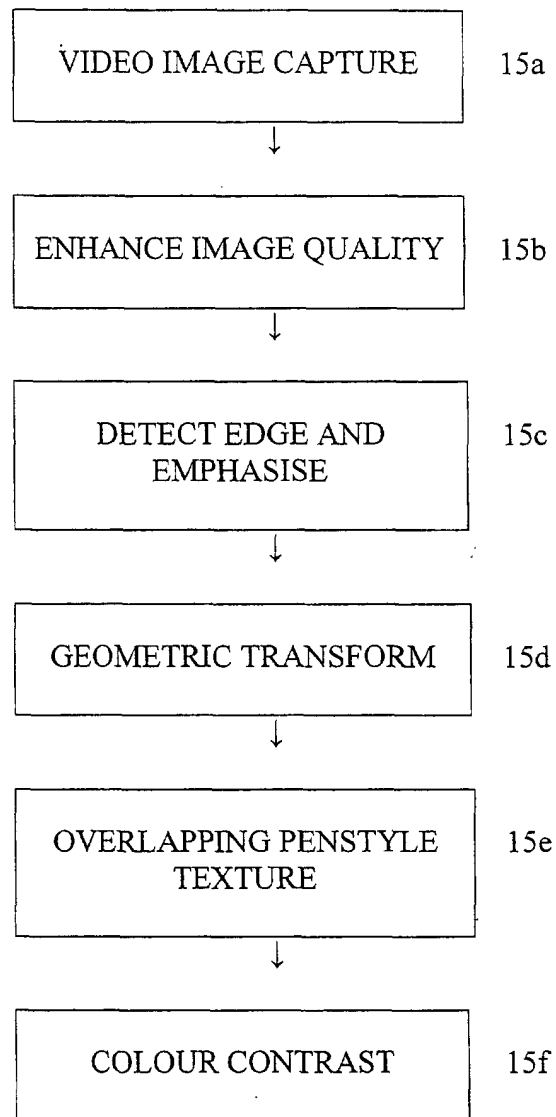 VIDEO IMAGE CAPTURE 15a
↓
ENHANCE IMAGE QUALITY 15b
↓
DETECT EDGE AND 15c
EMPHASISE
↓
GEOMETRIC TRANSFORM 15d
↓
OVERLAPPING PENSTYLE 15e
TEXTURE
↓
COLOUR CONTRAST 15f